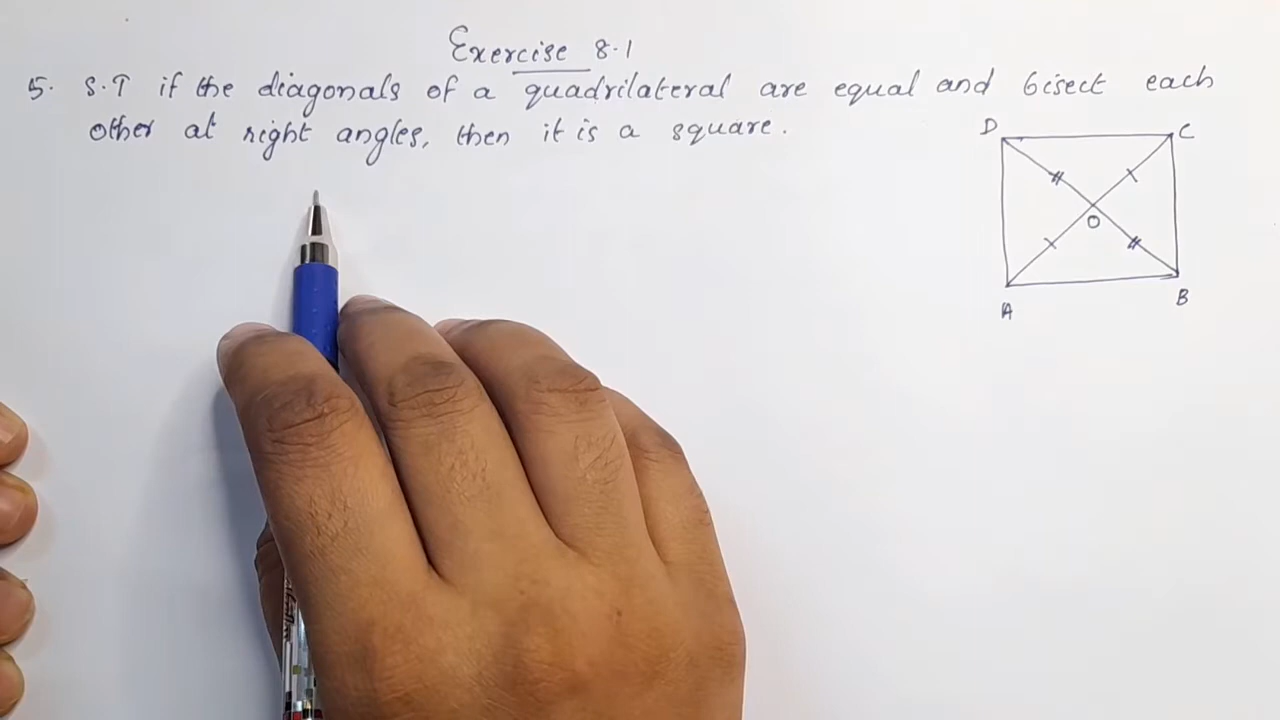 Exercise 8.1
5. S.T if the diagonals of a quadrilateral are equal and bisect each
other at right angles, then it is a square.
D C
O
A B